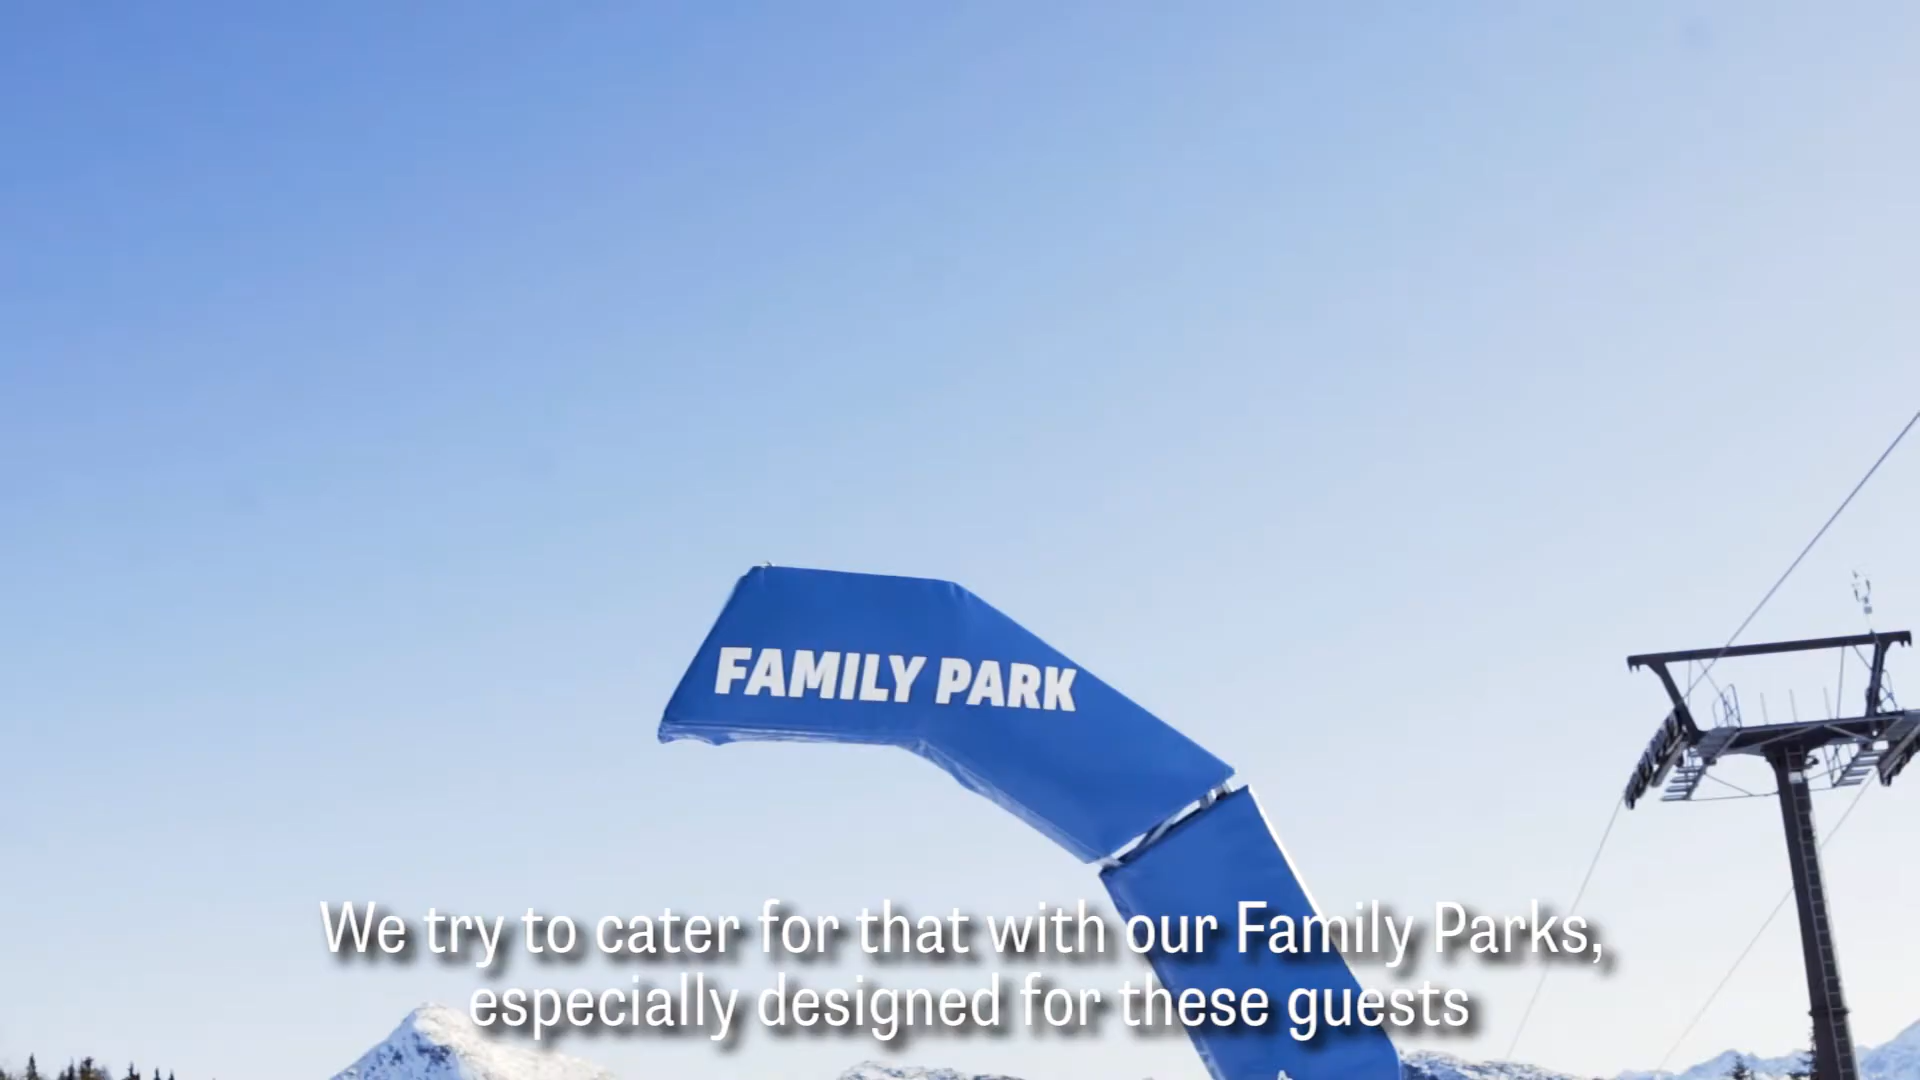 FAMILY PARK
We try to cater for that with our Family Parks,
especially designed for these guests